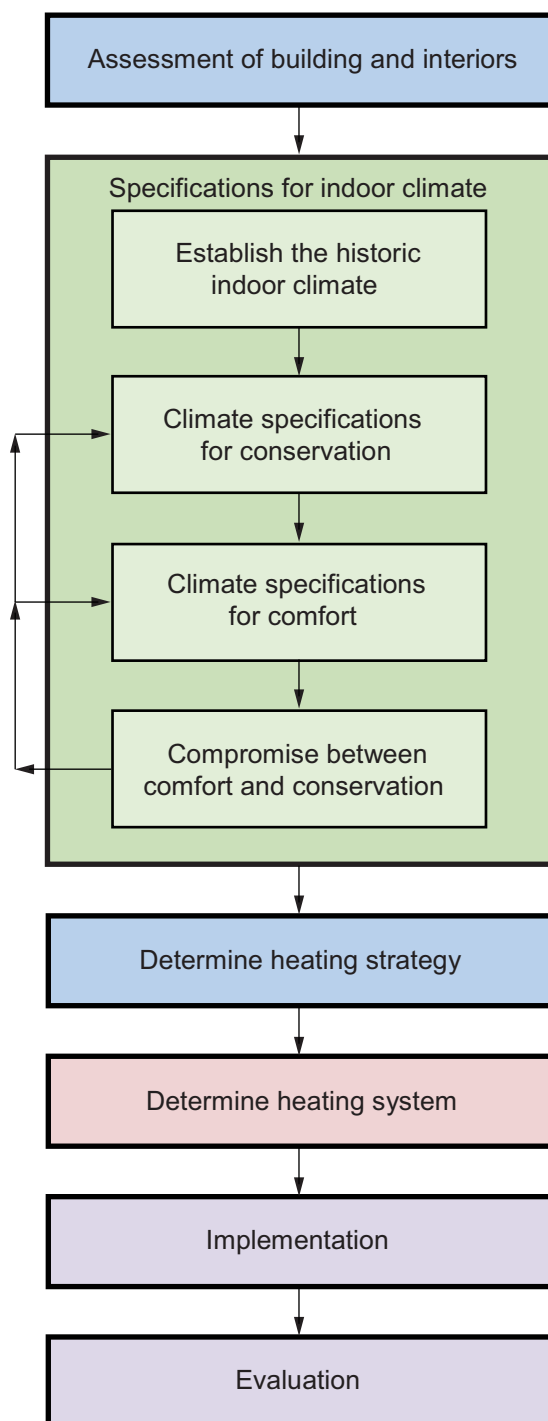 Assessment of building and interiors
Specifications for indoor climate
Establish the historic
indoor climate
Climate specifications
for conservation
Climate specifications
for comfort
Compromise between
comfort and conservation
Determine heating strategy
Determine heating system
Implementation
Evaluation